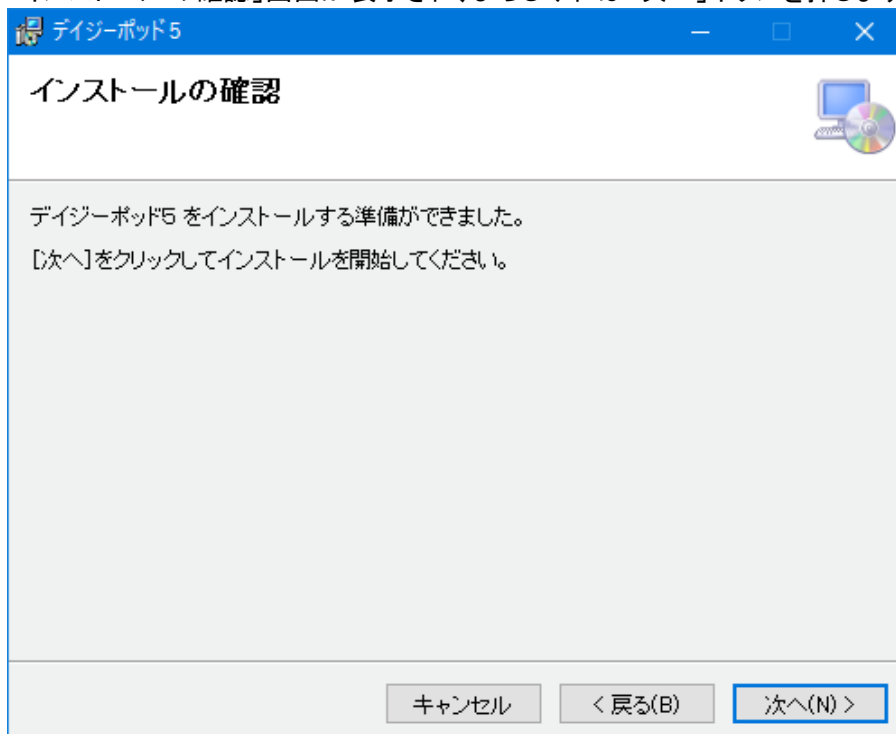 デイジーポッド5
インストールの確認
デイジーポッド5 をインストールする準備ができました。
[次へ]をクリックしてインストールを開始してください。
キャンセル
< 戻る(B)
次へ(N) >